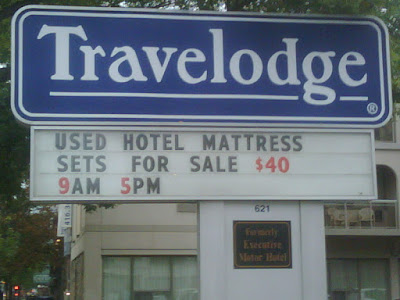 Travelodge®
USED HOTEL MATTRESS
SETS FOR SALE $40
9AM 5PM
621
Formerly
Executive
Motor Hotel